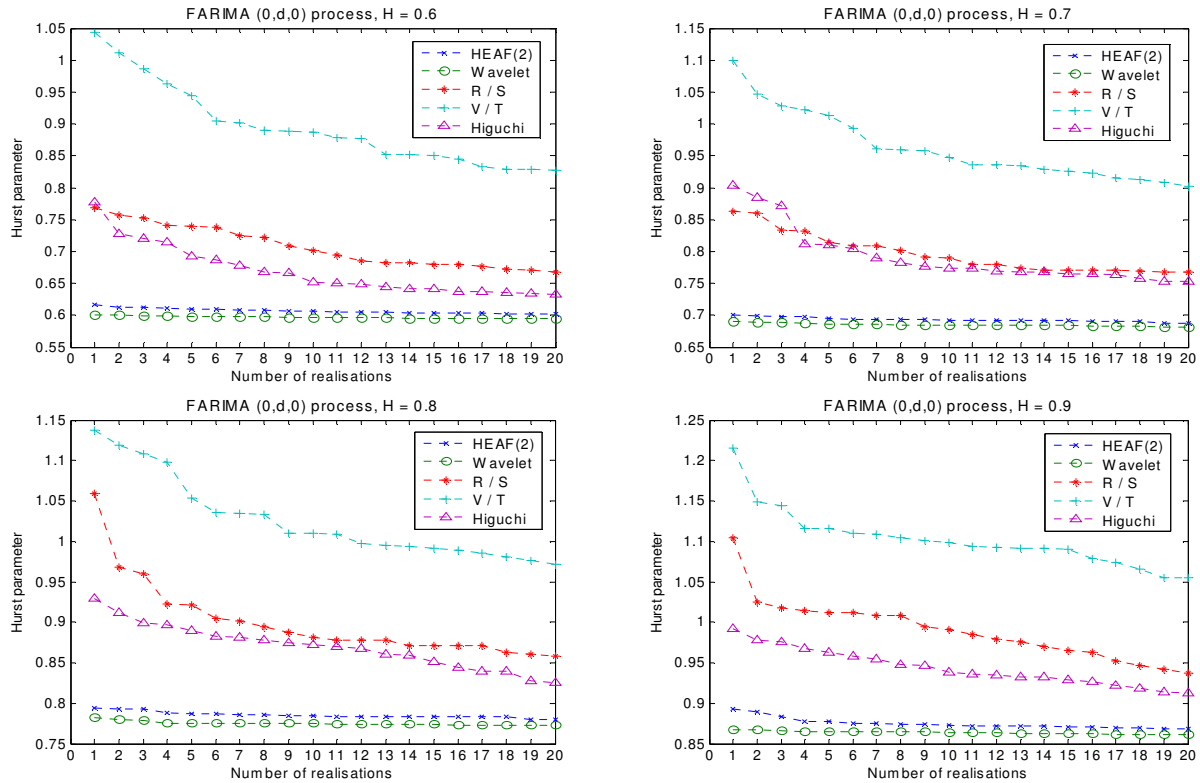 FARIMA (0,d,0) process, H = 0.6
1.05
1
0.95
0.9
0.85
0.8
0.75
0.7
0.65
0.6
0.55
Hurst parameter
HEAF(2)
Wavelet
R / S
V / T
Higuchi
0 1 2 3 4 5 6 7 8 9 10 11 12 13 14 15 16 17 18 19 20
Number of realisations
FARIMA (0,d,0) process, H = 0.7
1.1
1.05
1
0.95
0.9
0.85
0.8
0.75
0.7
0.65
Hurst parameter
HEAF(2)
Wavelet
R / S
V / T
Higuchi
0 1 2 3 4 5 6 7 8 9 10 11 12 13 14 15 16 17 18 19 20
Number of realisations
FARIMA (0,d,0) process, H = 0.8
1.15
1.1
1.05
1
0.95
0.9
0.85
0.8
0.75
Hurst parameter
HEAF(2)
Wavelet
R / S
V / T
Higuchi
0 1 2 3 4 5 6 7 8 9 10 11 12 13 14 15 16 17 18 19 20
Number of realisations
FARIMA (0,d,0) process, H = 0.9
1.25
1.2
1.15
1.1
1.05
1
0.95
0.9
0.85
Hurst parameter
HEAF(2)
Wavelet
R / S
V / T
Higuchi
0 1 2 3 4 5 6 7 8 9 10 11 12 13 14 15 16 17 18 19 20
Number of realisations